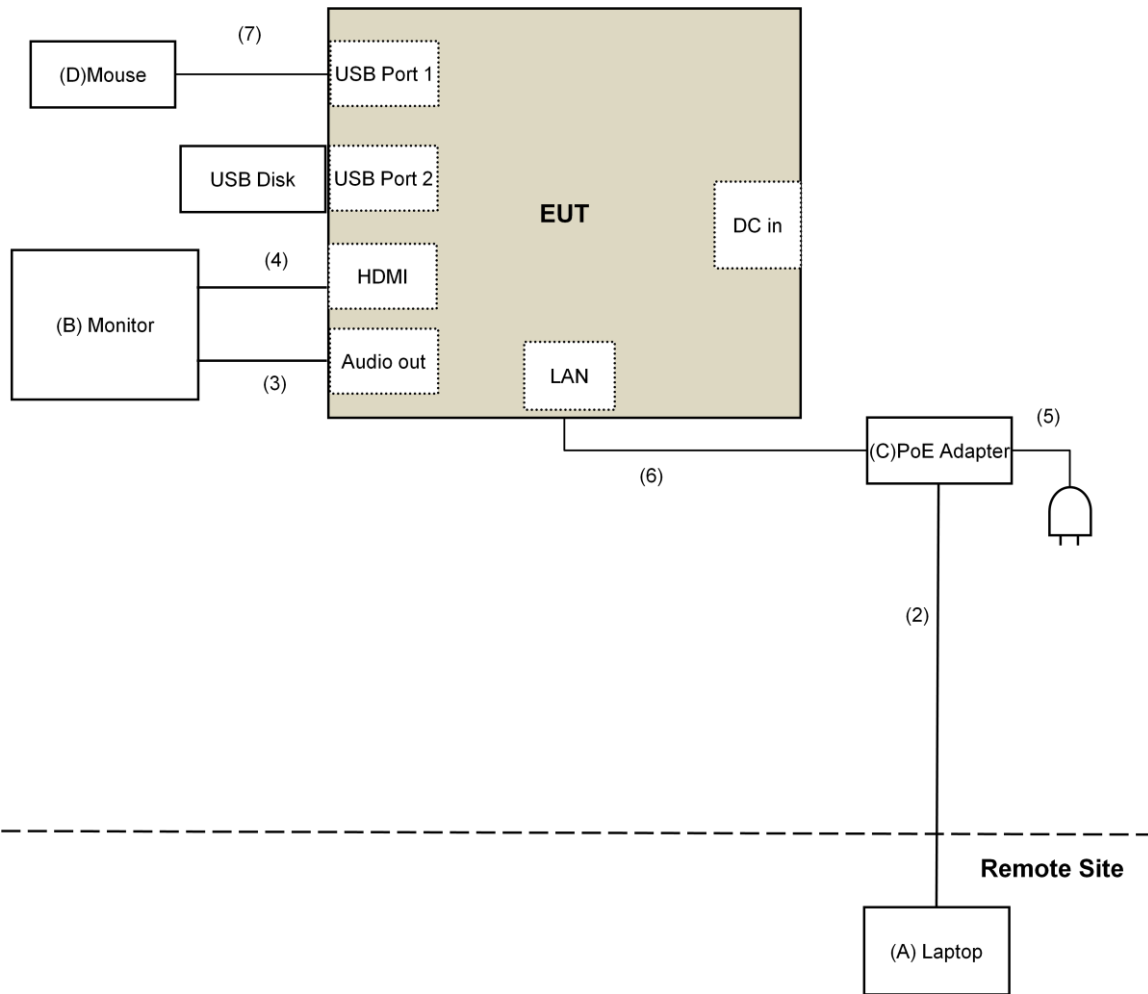 (7)
(D)Mouse
USB Port 1
USB Disk
USB Port 2
EUT
DC in
(4)
HDMI
(B) Monitor
Audio out
(3)
LAN
(5)
(C)PoE Adapter
(6)
(2)
Remote Site
(A) Laptop